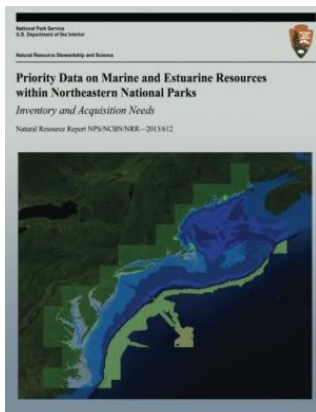 National Park Service
U.S. Department of the Interior
Natural Resource Stewardship and Science
Priority Data on Marine and Estuarine Resources
within Northeastern National Parks
Inventory and Acquisition Needs
Natural Resource Report NPS/NCBN/NRR—2013/612